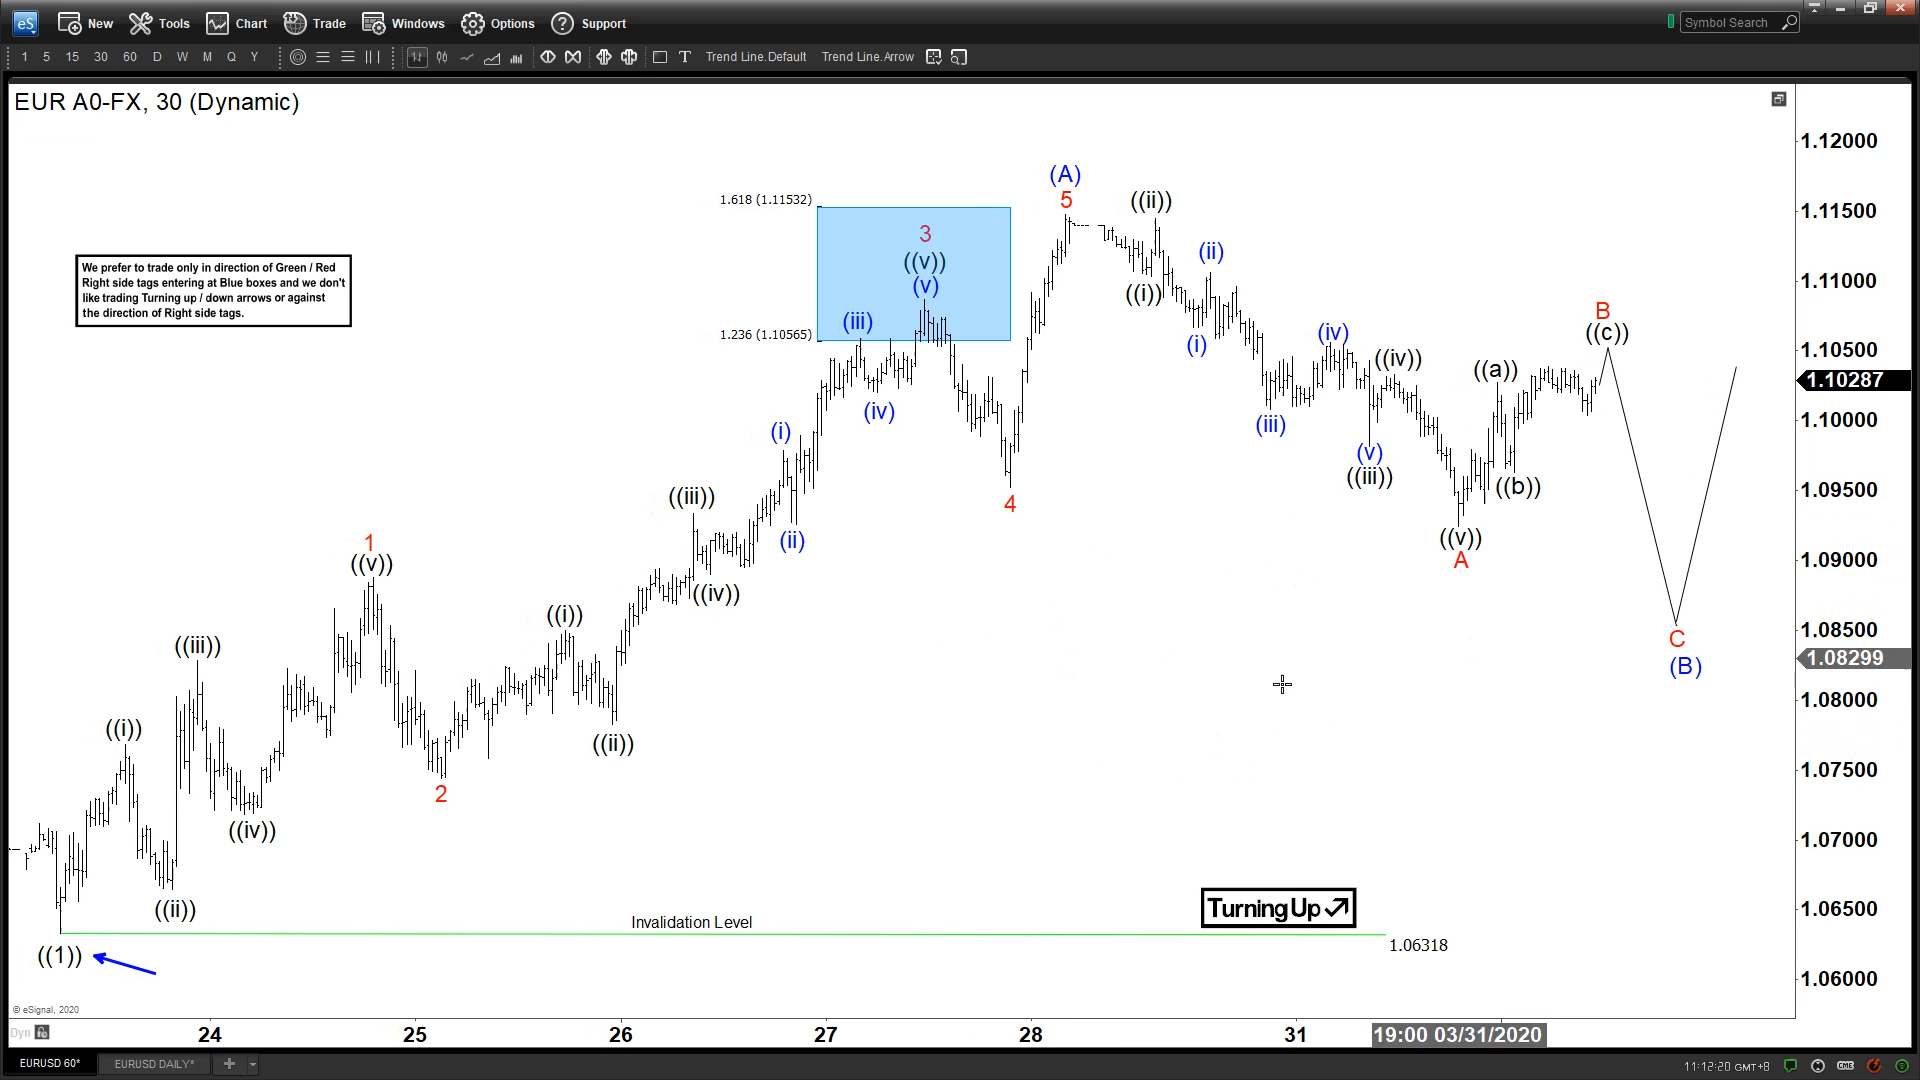 eS New Tools Chart Trade Windows Options Support Symbol Search
1 5 15 30 60 D W M Q Y T Trend Line.Default Trend Line.Arrow
EUR A0-FX, 30 (Dynamic)
1.12000
(A)
1.618 (1.11532)
5
((ii))
1.11500
3
(ii)
((v))
We prefer to trade only in direction of Green / Red
Right side tags entering at Blue boxes and we don't
like trading Turning up / down arrows or against
the direction of Right side tags.
(v)
((i))
1.11000
B
(iii)
(iv)
((c))
1.236 (1.10565)
(i)
1.10500
((iv))
((a))
1.10287
(iv)
1.10000
(iii)
(i)
(v)
((iii))
((b))
1.09500
((iii))
4
(ii)
((v))
1
A
1.09000
((v))
((iv))
((i))
1.08500
C
((iii))
1.08299
(B)
1.08000
((i))
((ii))
1.07500
2
((iv))
1.07000
((ii))
TurningUp
1.06500
Invalidation Level
1.06318
((1))
1.06000
© eSignal, 2020
Dyn 24 25 26 27 28 31 19:00 03/31/2020
EURUSD 60* EURUSD DAILY* + 11:12:20 GMT+8 CME